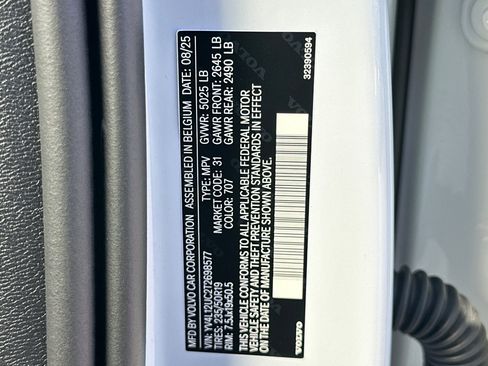 MFD BY VOLVO CAR CORPORATION ASSEMBLED IN BELGIUM DATE: 08/25
GVWR: 5025 LB
GAWR FRONT: 2645 LB
GAWR REAR: 2490 LB
VIN: YV4L12UC2T2698577 TYPE: MPV
TIRES: 235/50R19 MARKET CODE: 31
RIM: 7.5Jx19x50.5 COLOR: 707
THIS VEHICLE CONFORMS TO ALL APPLICABLE FEDERAL MOTOR
VEHICLE SAFETY AND THEFT PREVENTION STANDARDS IN EFFECT
ON THE DATE OF MANUFACTURE SHOWN ABOVE.
VOLVO
32390594